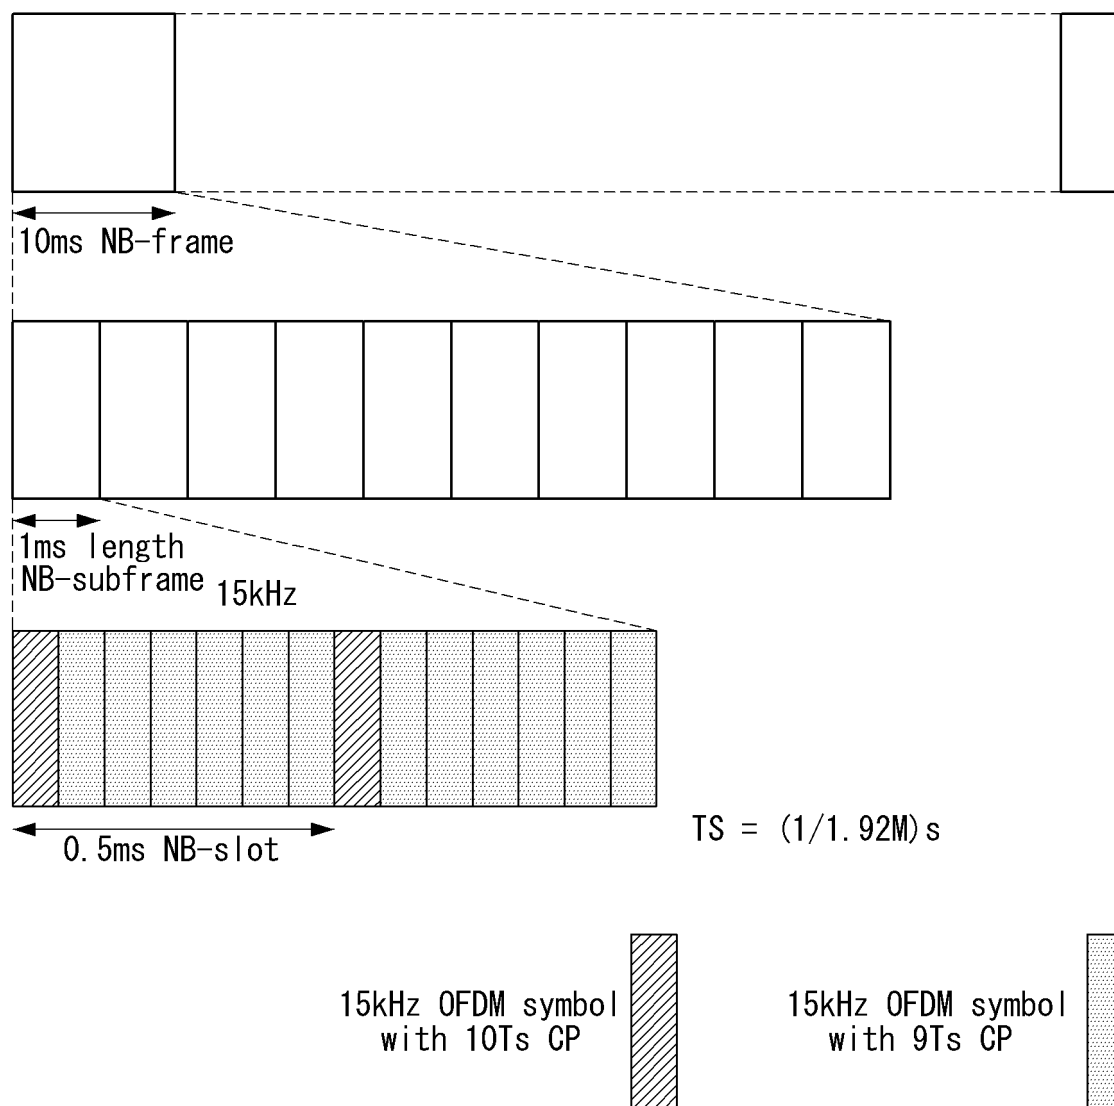 10ms NB-frame
1ms length
NB-subframe
15kHz
0.5ms NB-slot
TS = (1/1.92M)s
15kHz OFDM symbol
with 10Ts CP
15kHz OFDM symbol
with 9Ts CP